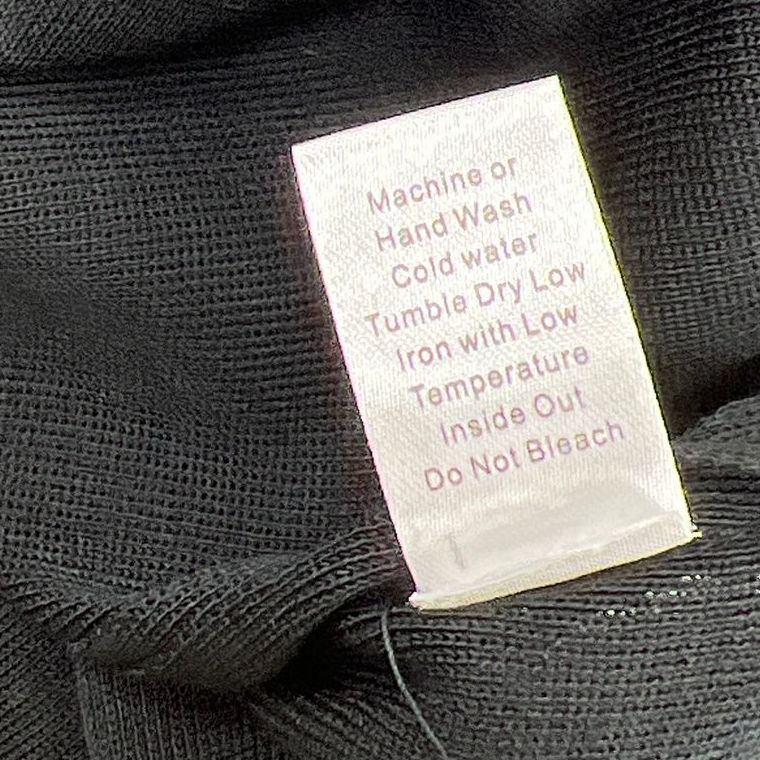 Machine or
Hand Wash
Cold water
Tumble Dry Low
Iron with Low
Temperature
Inside Out
Do Not Bleach